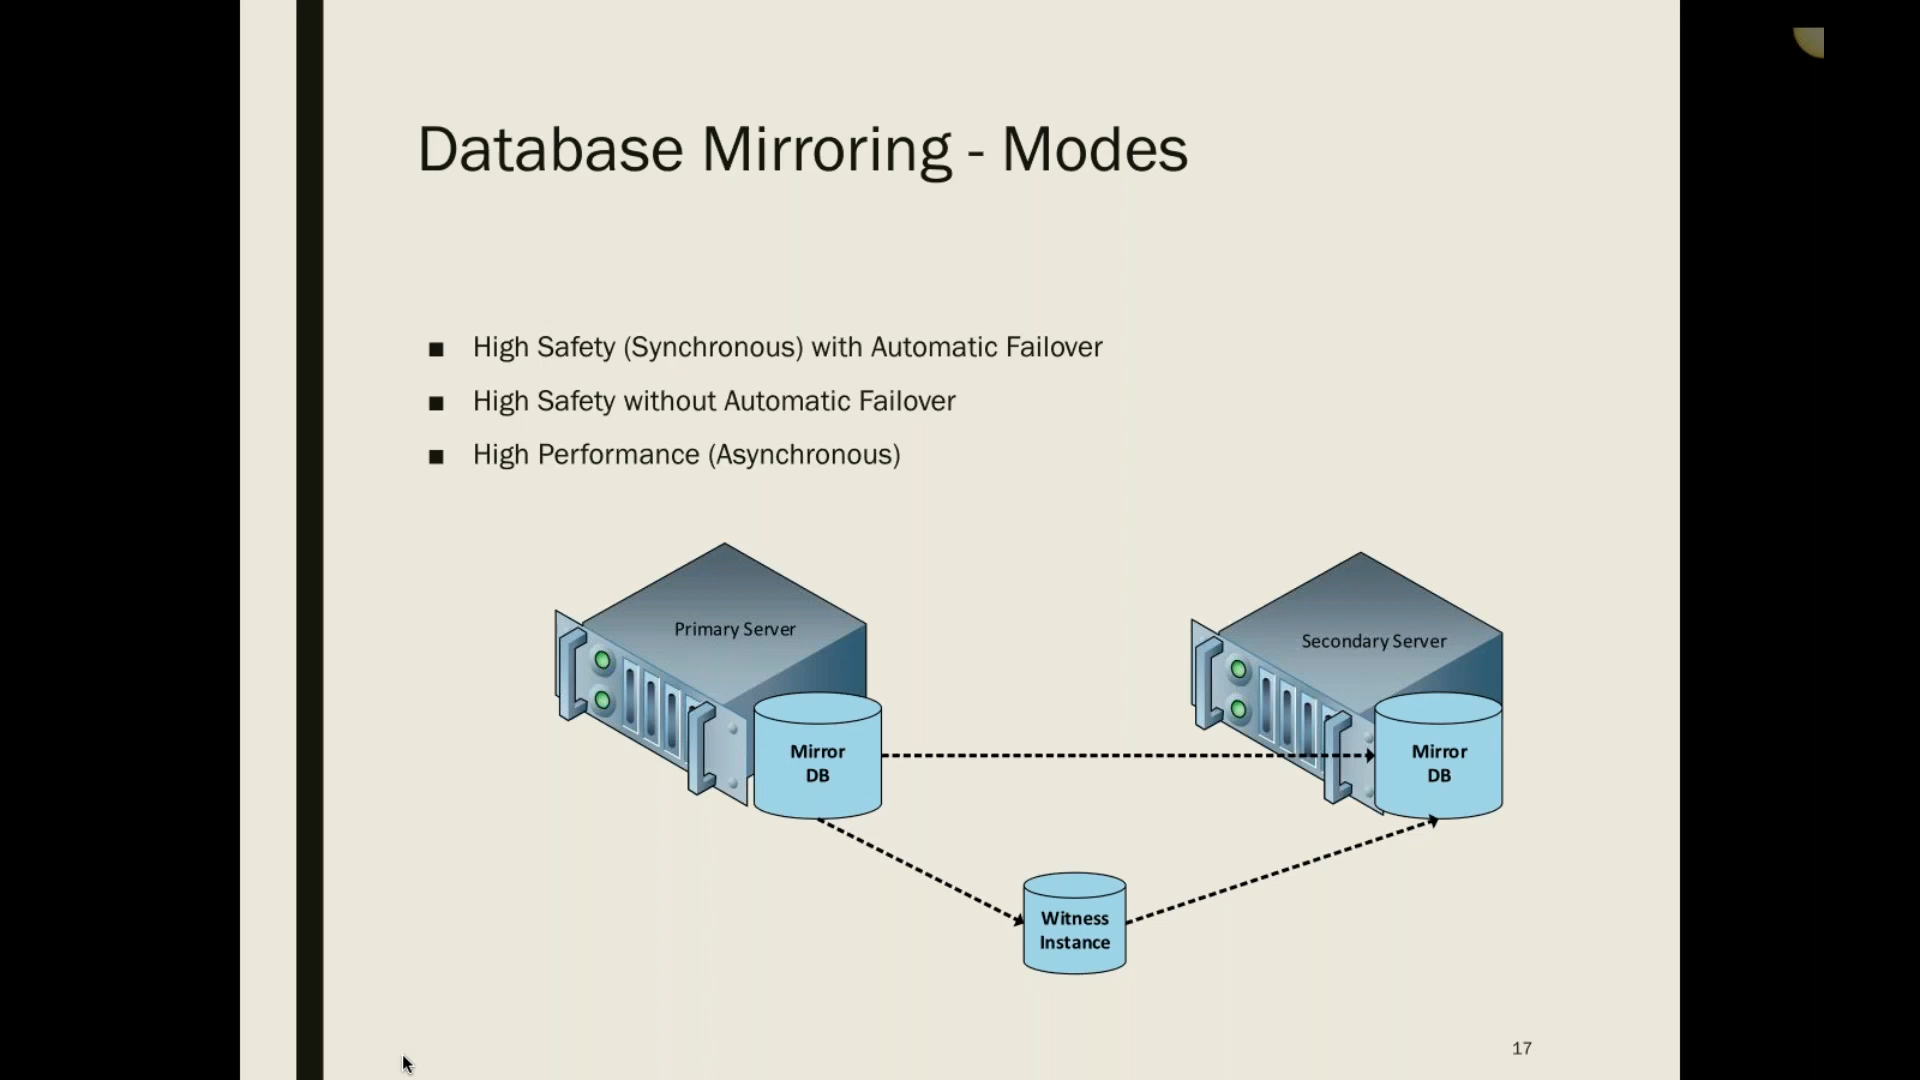 Database Mirroring - Modes
■ High Safety (Synchronous) with Automatic Failover
■ High Safety without Automatic Failover
■ High Performance (Asynchronous)
Primary Server
Secondary Server
Mirror
DB
Mirror
DB
Witness
Instance
17